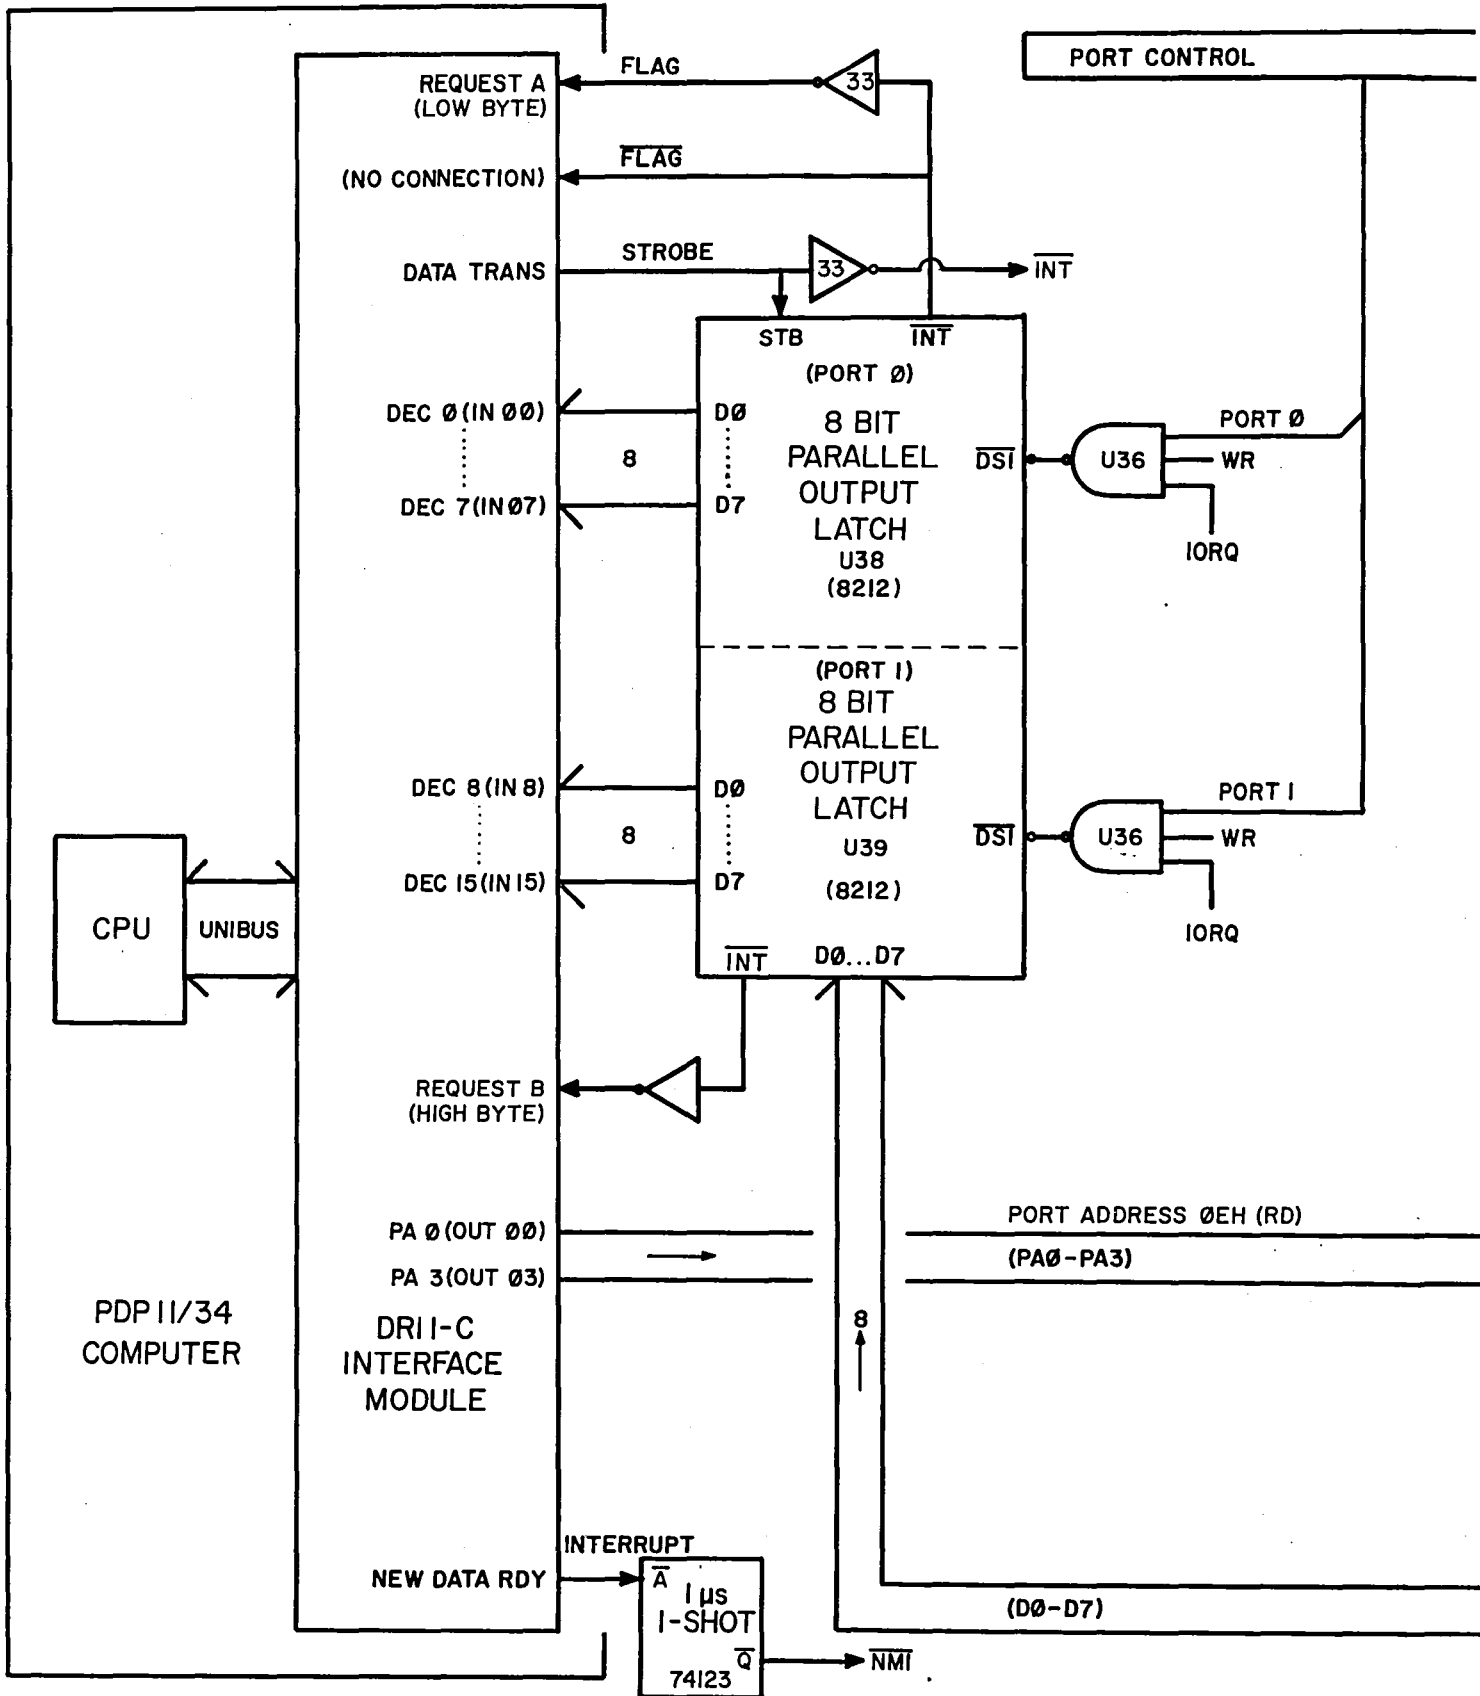 PORT CONTROL
REQUEST A
(LOW BYTE)
FLAG
33
(NO CONNECTION)
FLAG
DATA TRANS
STROBE
33
INT
STB
INT
(PORT Ø)
DEC Ø (IN ØØ)
DØ
8 BIT
PARALLEL
OUTPUT
LATCH
U38
(8212)
8
DEC 7 (IN Ø7)
D7
DSI
U36
PORT Ø
WR
IORQ
(PORT 1)
8 BIT
PARALLEL
OUTPUT
LATCH
U39
(8212)
DEC 8 (IN 8)
DØ
8
DEC 15 (IN 15)
D7
DSI
U36
PORT 1
WR
IORQ
CPU
UNIBUS
INT
DØ...D7
REQUEST B
(HIGH BYTE)
PA Ø (OUT ØØ)
PA 3 (OUT Ø3)
PORT ADDRESS ØEH (RD)
(PAØ-PA3)
8
PDP11/34
COMPUTER
DR11-C
INTERFACE
MODULE
NEW DATA RDY
INTERRUPT
A
1 µs
1-SHOT
Q
74123
NMI
(DØ-D7)